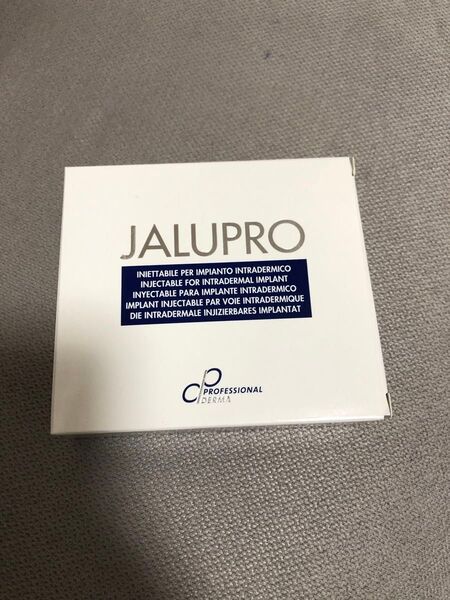 JALUPRO
INIETTABILE PER IMPIANTO INTRADERMICO
INJECTABLE FOR INTRADERMAL IMPLANT
INYECTABLE PARA IMPLANTE INTRADERMICO
IMPLANT INJECTABLE PAR VOIE INTRADERMIQUE
DIE INTRADERMALE INJIZIERBARES IMPLANTAT
PROFESSIONAL
DERMA